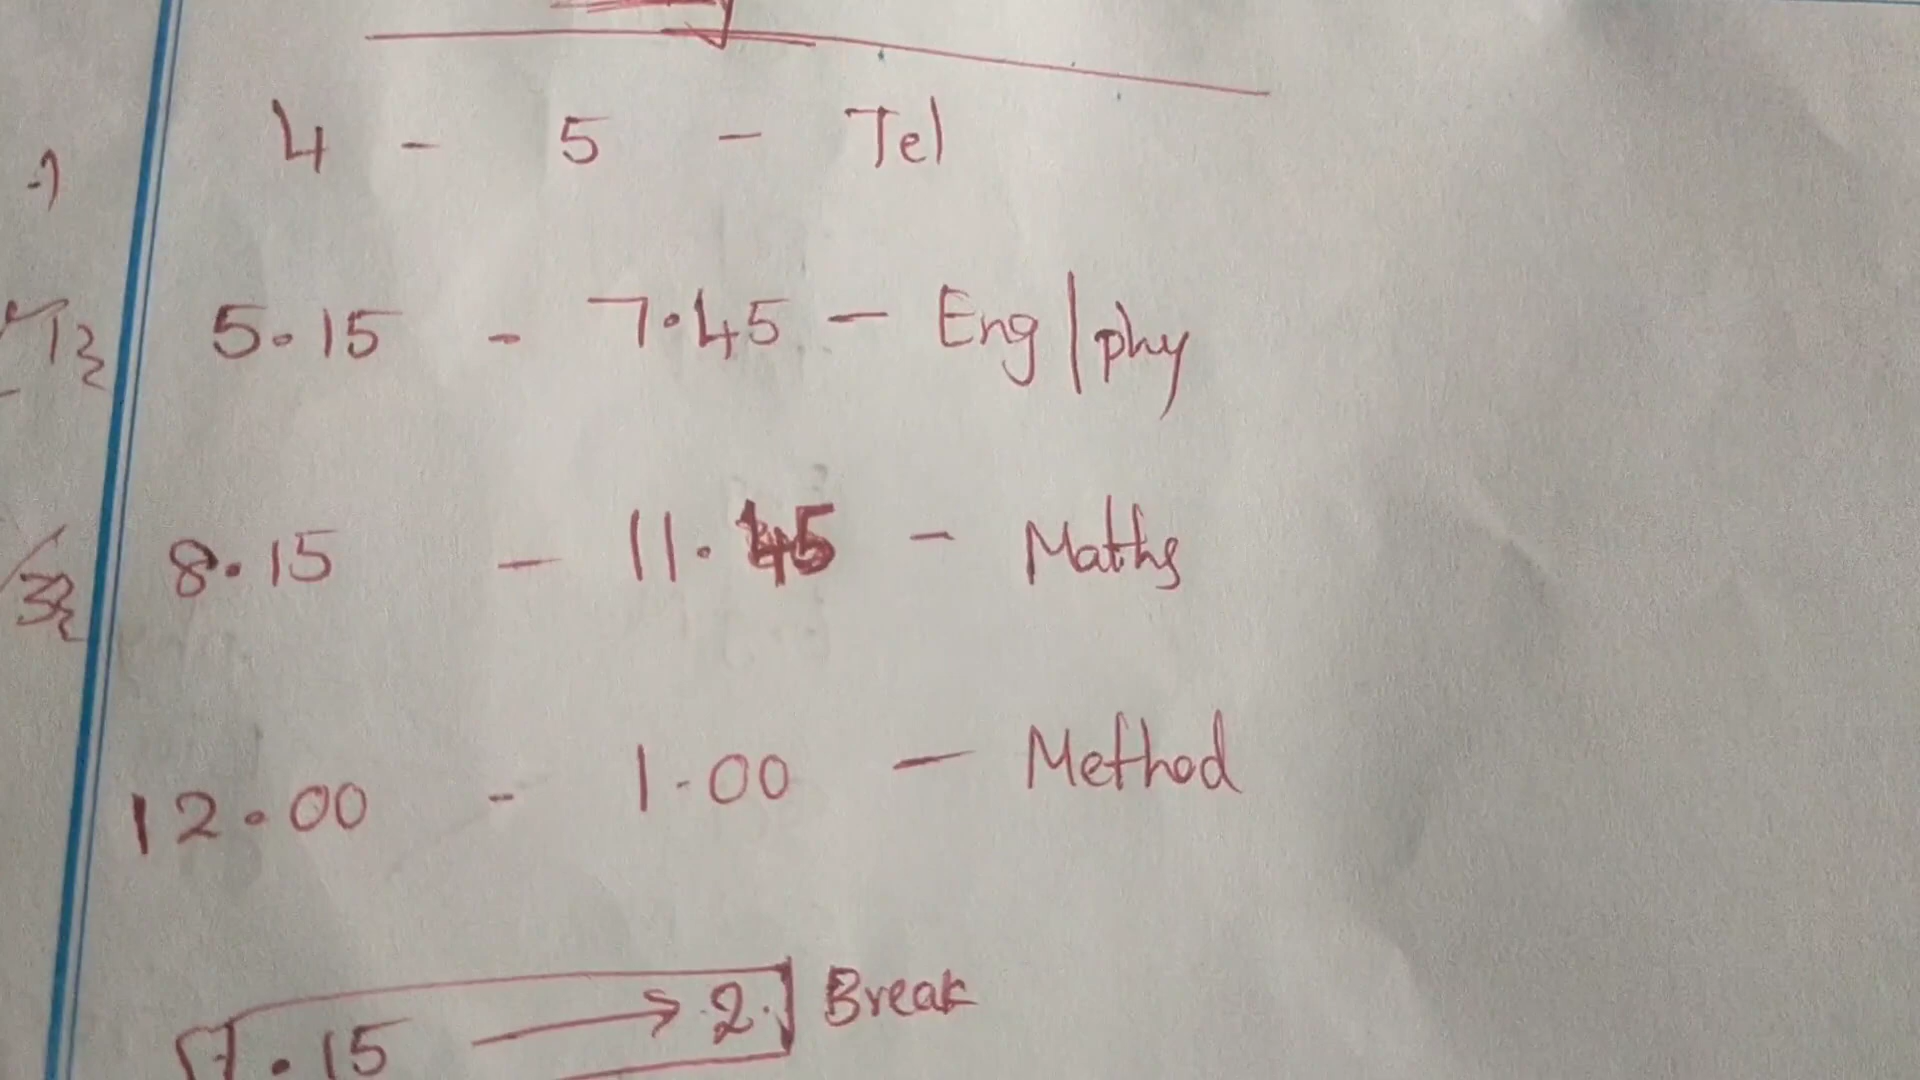 4 - 5 - Tel
5.15 - 7.45 - Eng | phy
8.15 - 11.45 - Maths
12.00 - 1.00 - Method
1.15 → 2. Break